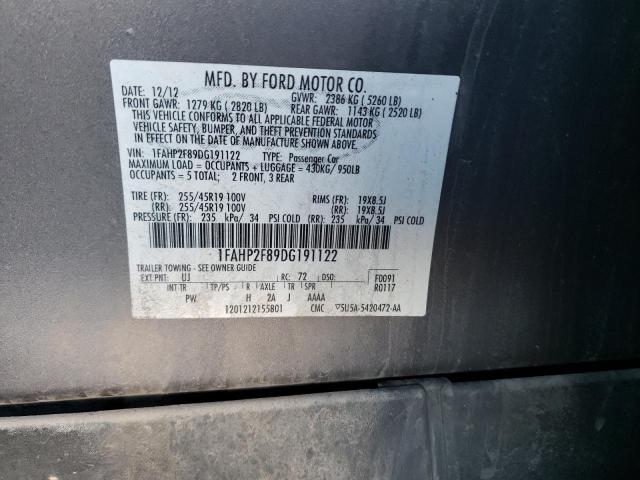 MFD. BY FORD MOTOR CO.
DATE: 12/12 GVWR: 2386 KG ( 5260 LB)
FRONT GAWR: 1279 KG ( 2820 LB) REAR GAWR: 1143 KG ( 2520 LB)
THIS VEHICLE CONFORMS TO ALL APPLICABLE FEDERAL MOTOR
VEHICLE SAFETY, BUMPER, AND THEFT PREVENTION STANDARDS
IN EFFECT ON THE DATE OF MANUFACTURE SHOWN ABOVE.
VIN: 1FAHP2F89DG191122 TYPE: Passenger Car
MAXIMUM LOAD = OCCUPANTS + LUGGAGE = 430KG/ 950LB
OCCUPANTS = 5 TOTAL; 2 FRONT, 3 REAR
TIRE (FR): 255/45R19 100V RIMS (FR): 19X8.5J
(RR): 255/45R19 100V (RR): 19X8.5J
PRESSURE (FR): 235 kPa/ 34 PSI COLD (RR): 235 kPa/ 34 PSI COLD
1FAHP2F89DG191122
TRAILER TOWING - SEE OWNER GUIDE
EXT PNT: UJ RC: 72 DSO: F0091
INT TR TP/PS R AXLE TR SPR R0117
PW H 2A J AAAA
1201212155801 CMC ▽5U5A-5420472-AA